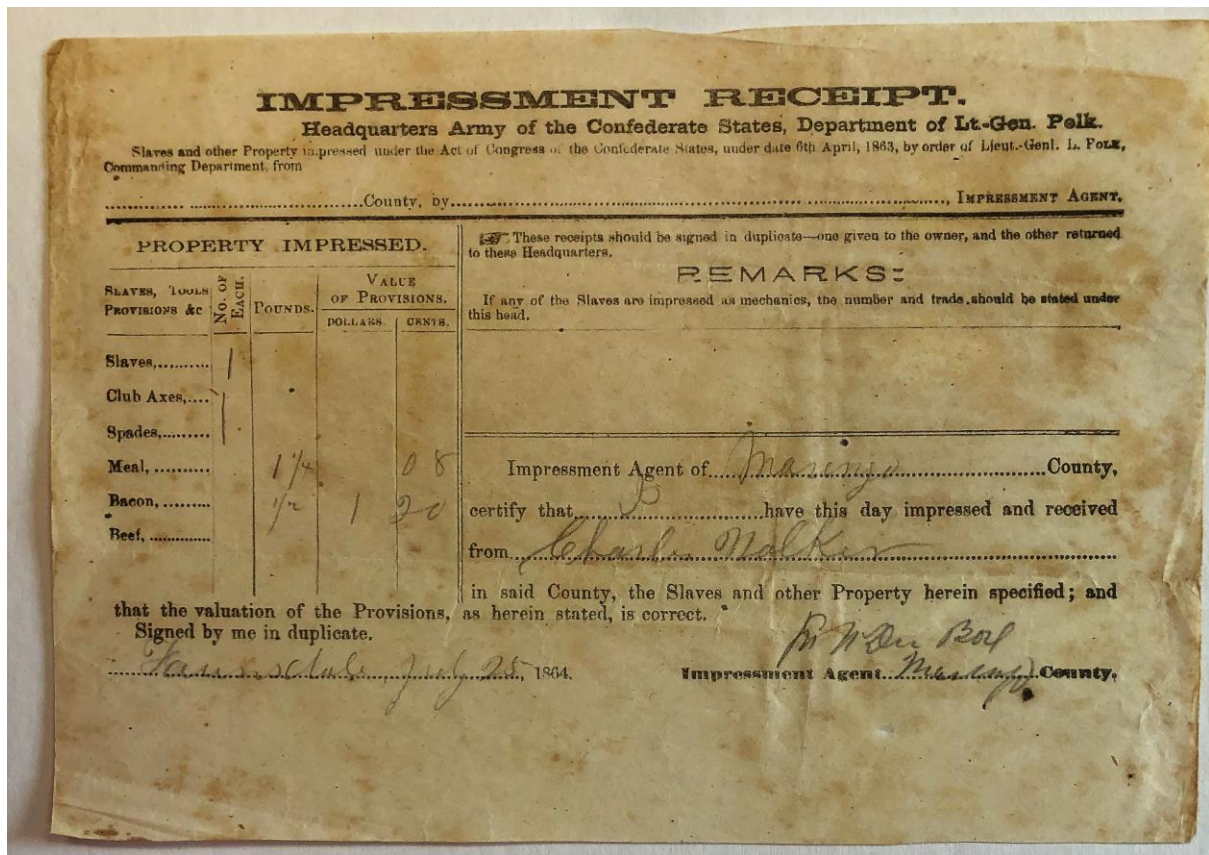 IMPRESSMENT RECEIPT.
Headquarters Army of the Confederate States, Department of Lt.-Gen. Polk.
Slaves and other Property impressed under the Act of Congress of the Confederate States, under date 6th April, 1863, by order of Lieut.-Genl. L. POLK,
Commanding Department, from
County, by IMPRESSMENT AGENT.
PROPERTY IMPRESSED.
SLAVES, TOOLS PROVISIONS &c
No. OF EACH.
POUNDS.
VALUE OF PROVISIONS.
DOLLARS. CENTS.
Slaves, 1
Club Axes, 1
Spades,
Meal, 1 1/4 08
Bacon, 1/2 1 20
Beef,
☞ These receipts should be signed in duplicate—one given to the owner, and the other returned
to these Headquarters.
REMARKS:
If any of the Slaves are impressed as mechanics, the number and trade should be stated under
this head.
Impressment Agent of Marengo County,
certify that I have this day impressed and received
from Charles Walker
in said County, the Slaves and other Property herein specified; and
that the valuation of the Provisions, as herein stated, is correct.
Signed by me in duplicate.
Faunsdale July 25, 1864.
Impressment Agent Marengo County.